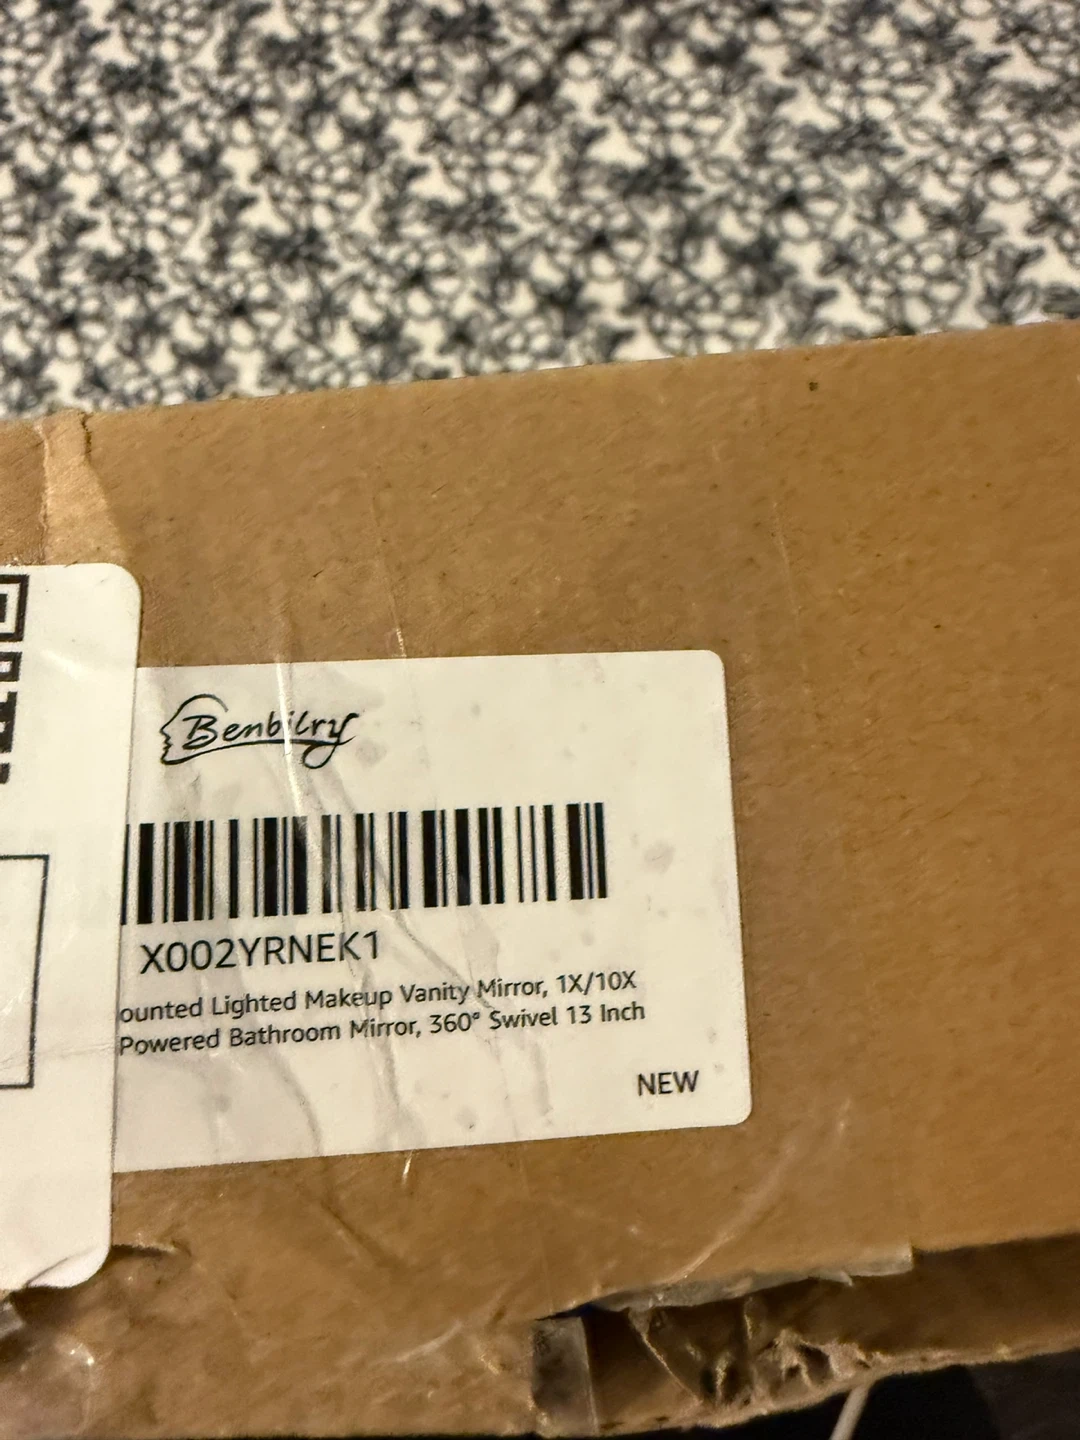 Benbilry
X002YRNEK1
ounted Lighted Makeup Vanity Mirror, 1X/10X
Powered Bathroom Mirror, 360° Swivel 13 Inch
NEW